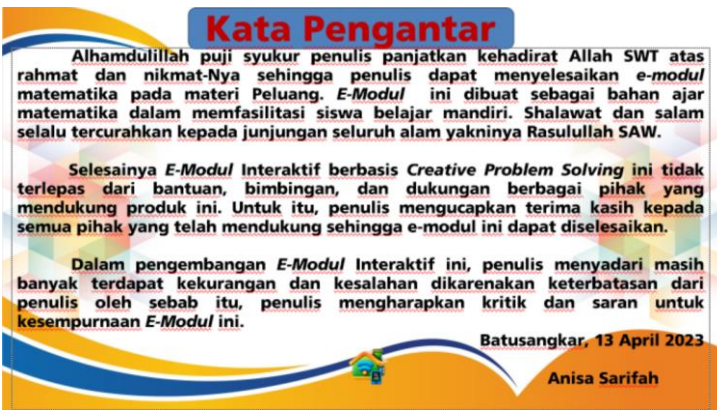 Kata Pengantar
Alhamdulillah puji syukur penulis panjatkan kehadirat Allah SWT atas
rahmat dan nikmat-Nya sehingga penulis dapat menyelesaikan e-modul
matematika pada materi Peluang. E-Modul ini dibuat sebagai bahan ajar
matematika dalam memfasilitasi siswa belajar mandiri. Shalawat dan salam
selalu tercurahkan kepada junjungan seluruh alam yakninya Rasulullah SAW.
Selesainya E-Modul Interaktif berbasis Creative Problem Solving ini tidak
terlepas dari bantuan, bimbingan, dan dukungan berbagai pihak yang
mendukung produk ini. Untuk itu, penulis mengucapkan terima kasih kepada
semua pihak yang telah mendukung sehingga e-modul ini dapat diselesaikan.
Dalam pengembangan E-Modul Interaktif ini, penulis menyadari masih
banyak terdapat kekurangan dan kesalahan dikarenakan keterbatasan dari
penulis oleh sebab itu, penulis mengharapkan kritik dan saran untuk
kesempurnaan E-Modul ini.
Batusangkar, 13 April 2023
Anisa Sarifah